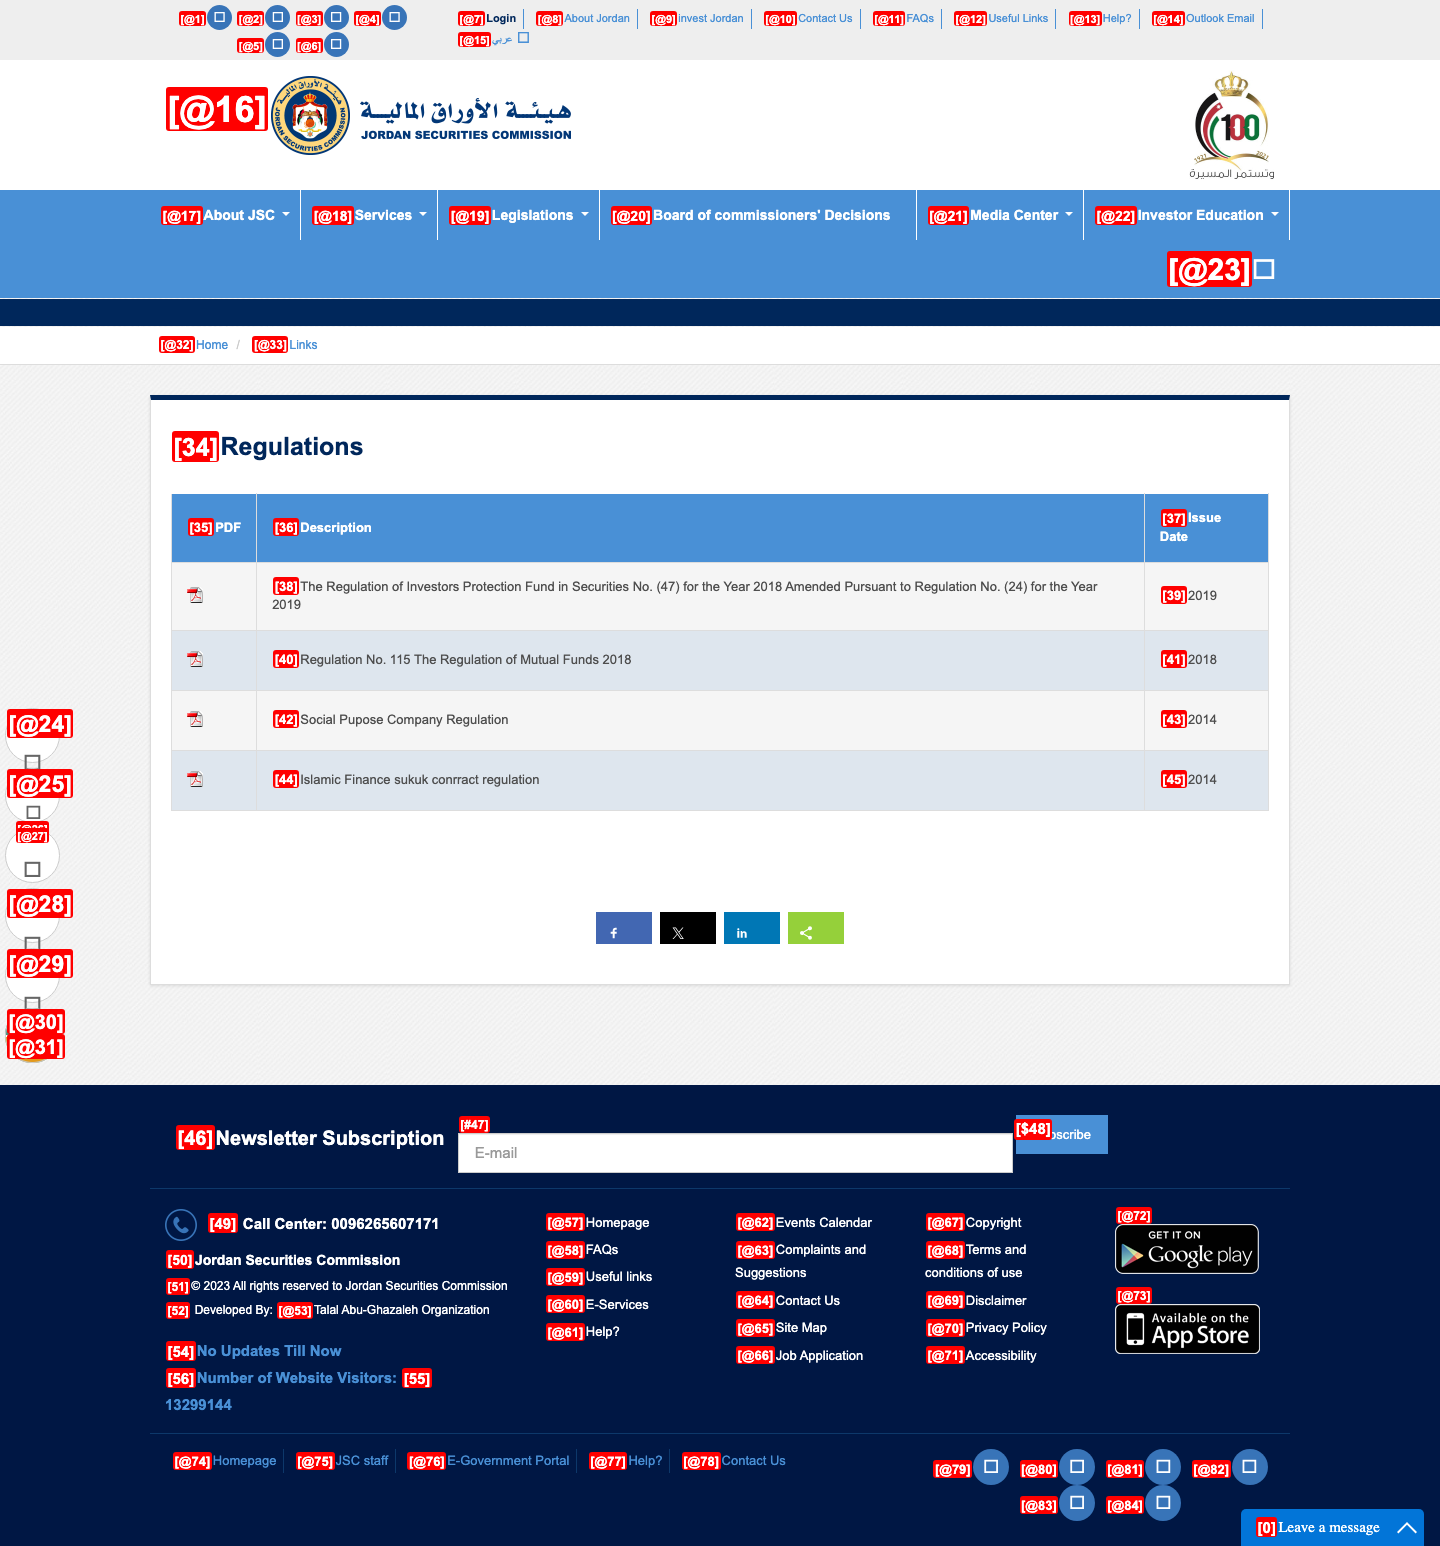 [@1] [@2] [@3] [@4]
[@5] [@6]
[@7] Login [@8] About Jordan [@9] invest Jordan [@10] Contact Us [@11] FAQs [@12] Useful Links [@13] Help? [@14] Outlook Email
[@15] عربي
[@16]
هيئة الأوراق المالية
JORDAN SECURITIES COMMISSION
100
1921 2021
وتستمر المسيرة
[@17] About JSC [@18] Services [@19] Legislations [@20] Board of commissioners' Decisions [@21] Media Center [@22] Investor Education
[@23]
[@32] Home / [@33] Links
[34] Regulations
[35] PDF [36] Description [37] Issue
Date
[38] The Regulation of Investors Protection Fund in Securities No. (47) for the Year 2018 Amended Pursuant to Regulation No. (24) for the Year
2019
[39] 2019
[40] Regulation No. 115 The Regulation of Mutual Funds 2018 [41] 2018
[42] Social Pupose Company Regulation [43] 2014
[44] Islamic Finance sukuk conrract regulation [45] 2014
[@24]
[@25]
[@27]
[@28]
[@29]
[@30]
[@31]
[46] Newsletter Subscription [#47] E-mail [$48] bscribe
[49] Call Center: 0096265607171
[50] Jordan Securities Commission
[51] © 2023 All rights reserved to Jordan Securities Commission
[52] Developed By: [@53] Talal Abu-Ghazaleh Organization
[54] No Updates Till Now
[56] Number of Website Visitors: [55]
13299144
[@57] Homepage
[@58] FAQs
[@59] Useful links
[@60] E-Services
[@61] Help?
[@62] Events Calendar
[@63] Complaints and
Suggestions
[@64] Contact Us
[@65] Site Map
[@66] Job Application
[@67] Copyright
[@68] Terms and
conditions of use
[@69] Disclaimer
[@70] Privacy Policy
[@71] Accessibility
[@72]
GET IT ON
Google play
[@73]
Available on the
App Store
[@74] Homepage [@75] JSC staff [@76] E-Government Portal [@77] Help? [@78] Contact Us
[@79] [@80] [@81] [@82]
[@83] [@84]
[0] Leave a message